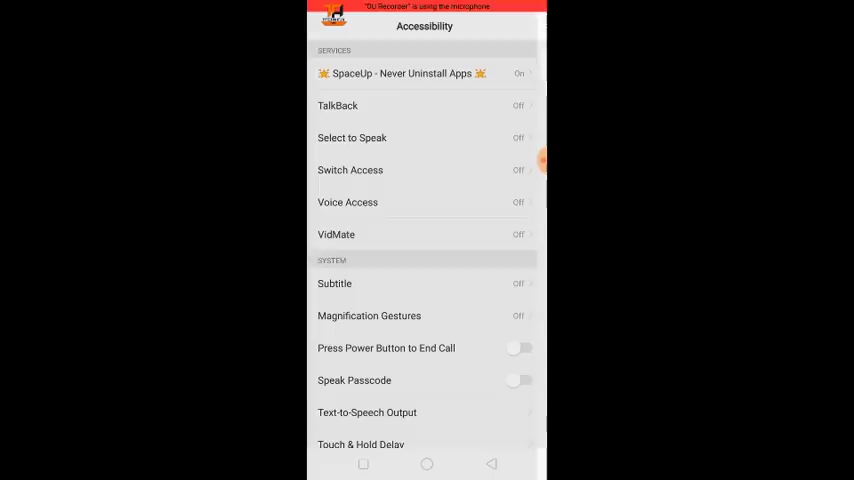 "DU Recorder" is using the microphone
Accessibility
SERVICES
🌟 SpaceUp - Never Uninstall Apps 🌟 On
TalkBack Off
Select to Speak Off
Switch Access Off
Voice Access Off
VidMate Off
SYSTEM
Subtitle Off
Magnification Gestures Off
Press Power Button to End Call
Speak Passcode
Text-to-Speech Output
Touch & Hold Delay